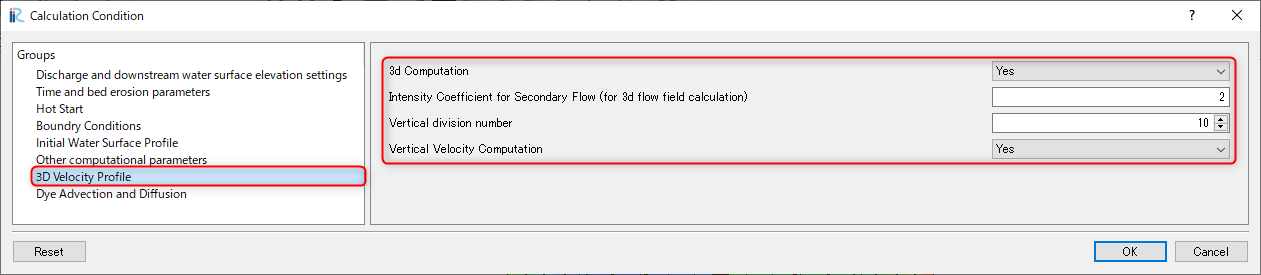 Calculation Condition
Groups
Discharge and downstream water surface elevation settings
Time and bed erosion parameters
Hot Start
Boundry Conditions
Initial Water Surface Profile
Other computational parameters
3D Velocity Profile
Dye Advection and Diffusion
3d Computation Yes
Intensity Coefficient for Secondary Flow (for 3d flow field calculation) 2
Vertical division number 10
Vertical Velocity Computation Yes
Reset OK Cancel